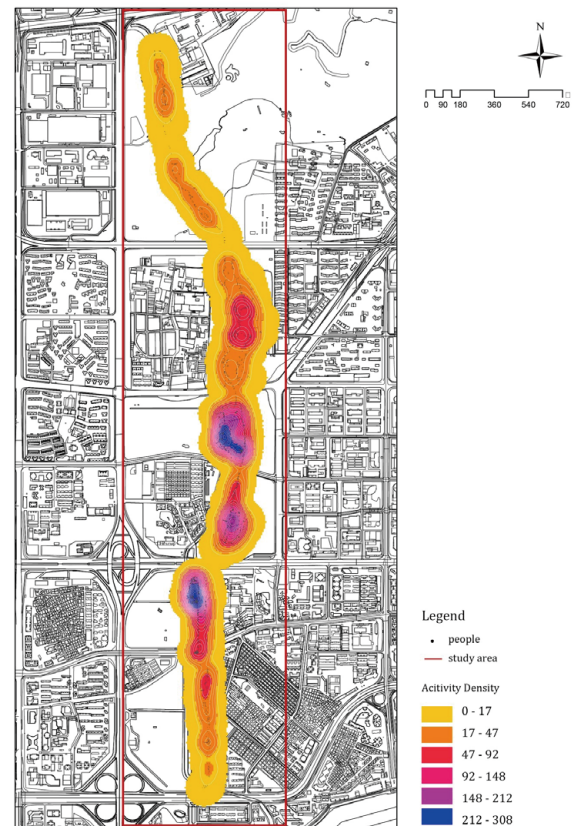 N
0 90 180 360 540 720
Legend
people
study area
Acitivity Density
0 - 17
17 - 47
47 - 92
92 - 148
148 - 212
212 - 308